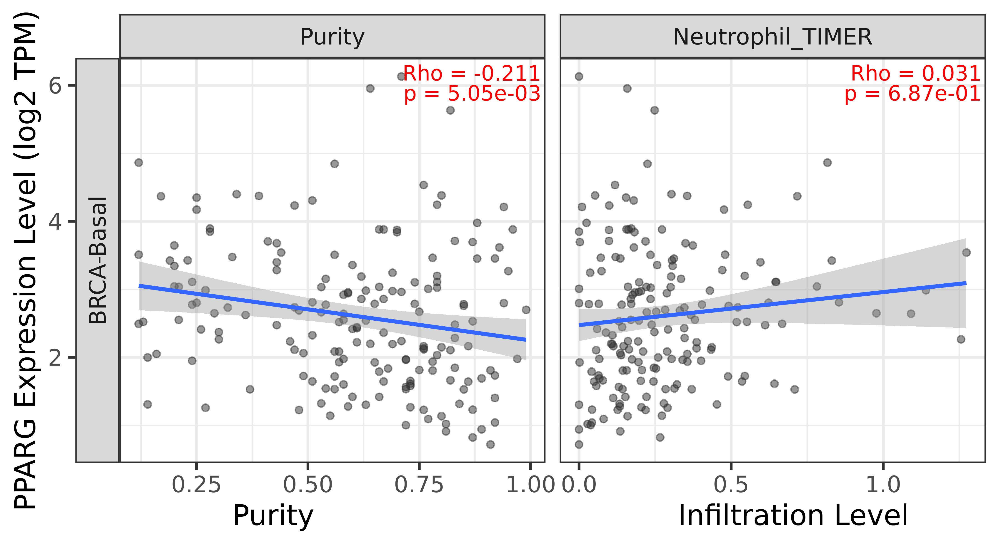 PPARG Expression Level (log2 TPM)
BRCA-Basal
Purity
Neutrophil_TIMER
Rho = -0.211
p = 5.05e-03
Rho = 0.031
p = 6.87e-01
6
4
2
0.25 0.50 0.75 1.00
0.0 0.5 1.0
Purity
Infiltration Level